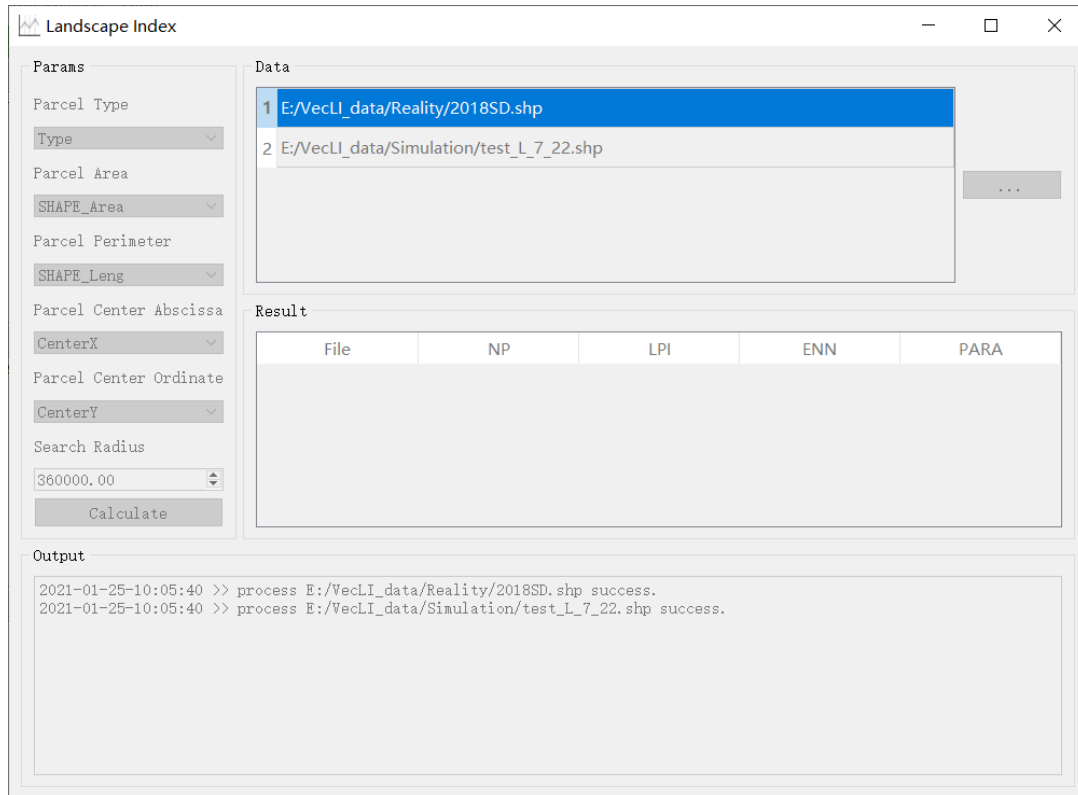 Landscape Index
Params
Parcel Type
Type
Parcel Area
SHAPE_Area
Parcel Perimeter
SHAPE_Leng
Parcel Center Abscissa
CenterX
Parcel Center Ordinate
CenterY
Search Radius
360000.00
Calculate
Data
1 E:/VecLI_data/Reality/2018SD.shp
2 E:/VecLI_data/Simulation/test_L_7_22.shp
...
Result
File NP LPI ENN PARA
Output
2021-01-25-10:05:40 >> process E:/VecLI_data/Reality/2018SD.shp success.
2021-01-25-10:05:40 >> process E:/VecLI_data/Simulation/test_L_7_22.shp success.